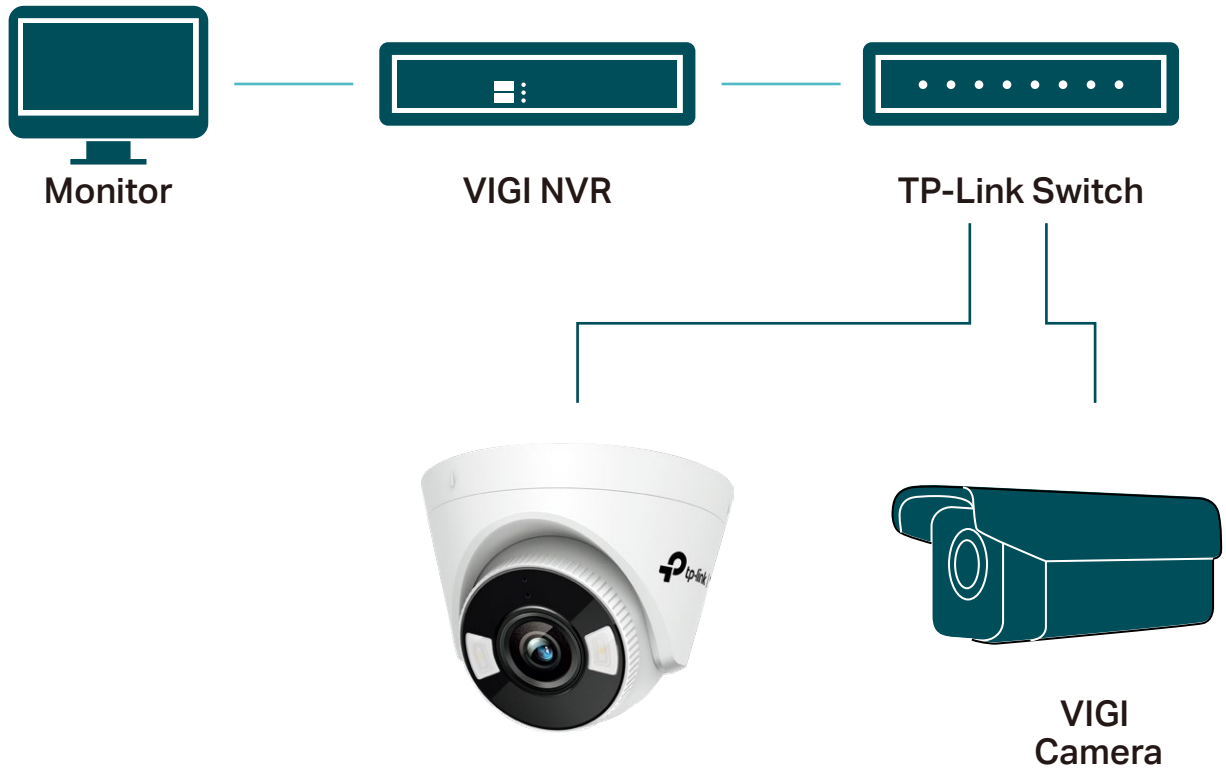 Monitor
VIGI NVR
TP-Link Switch
tp-link
VIGI
Camera